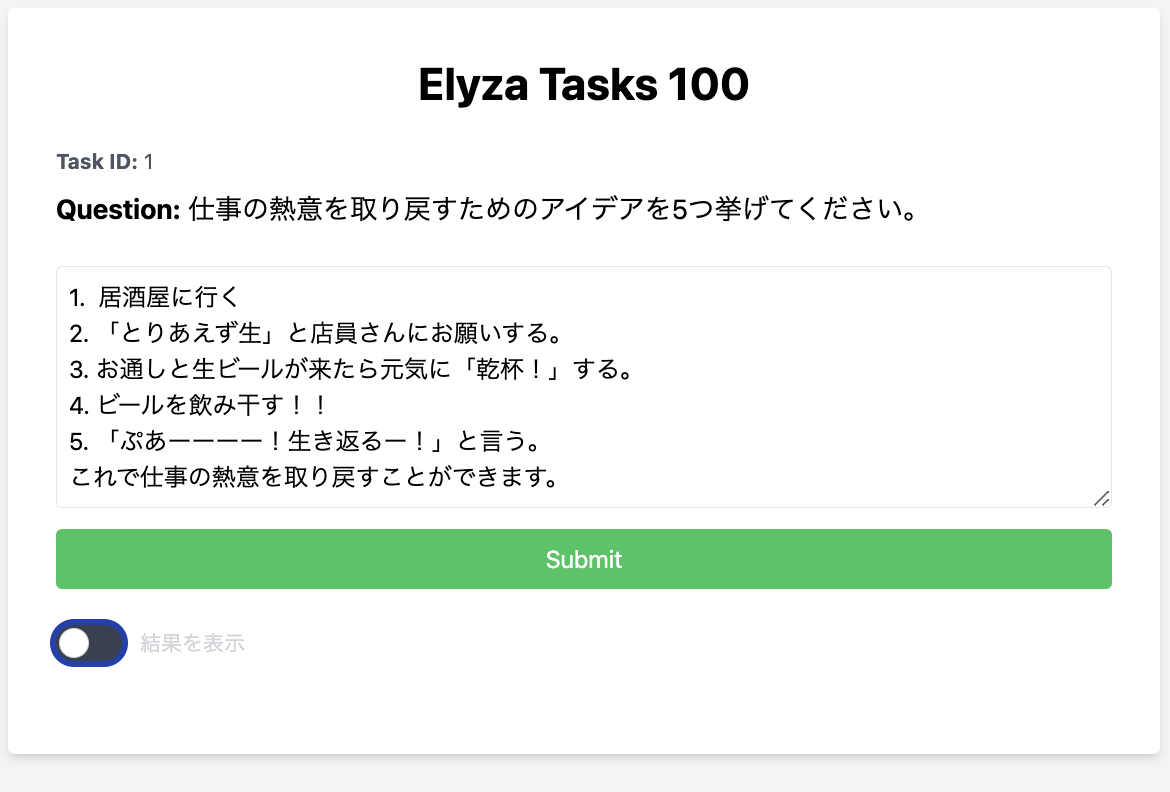 Elyza Tasks 100
Task ID: 1
Question: 仕事の熱意を取り戻すためのアイデアを5つ挙げてください。
1.  居酒屋に行く
2. 「とりあえず生」と店員さんにお願いする。
3. お通しと生ビールが来たら元気に「乾杯！」する。
4. ビールを飲み干す！！
5. 「ぷあーーーー！生き返るー！」と言う。
これで仕事の熱意を取り戻すことができます。
Submit
結果を表示